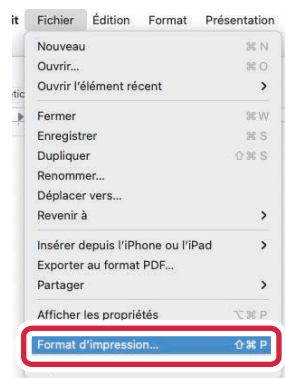 it Fichier Édition Format Présentation
Nouveau ⌘ N
Ouvrir... ⌘ O
Ouvrir l'élément récent >
Fermer ⌘ W
Enregistrer ⌘ S
Dupliquer ⇧ ⌘ S
Renommer...
Déplacer vers...
Revenir à >
Insérer depuis l'iPhone ou l'iPad >
Exporter au format PDF...
Partager >
Afficher les propriétés ⌥ ⌘ P
Format d'impression... ⇧ ⌘ P